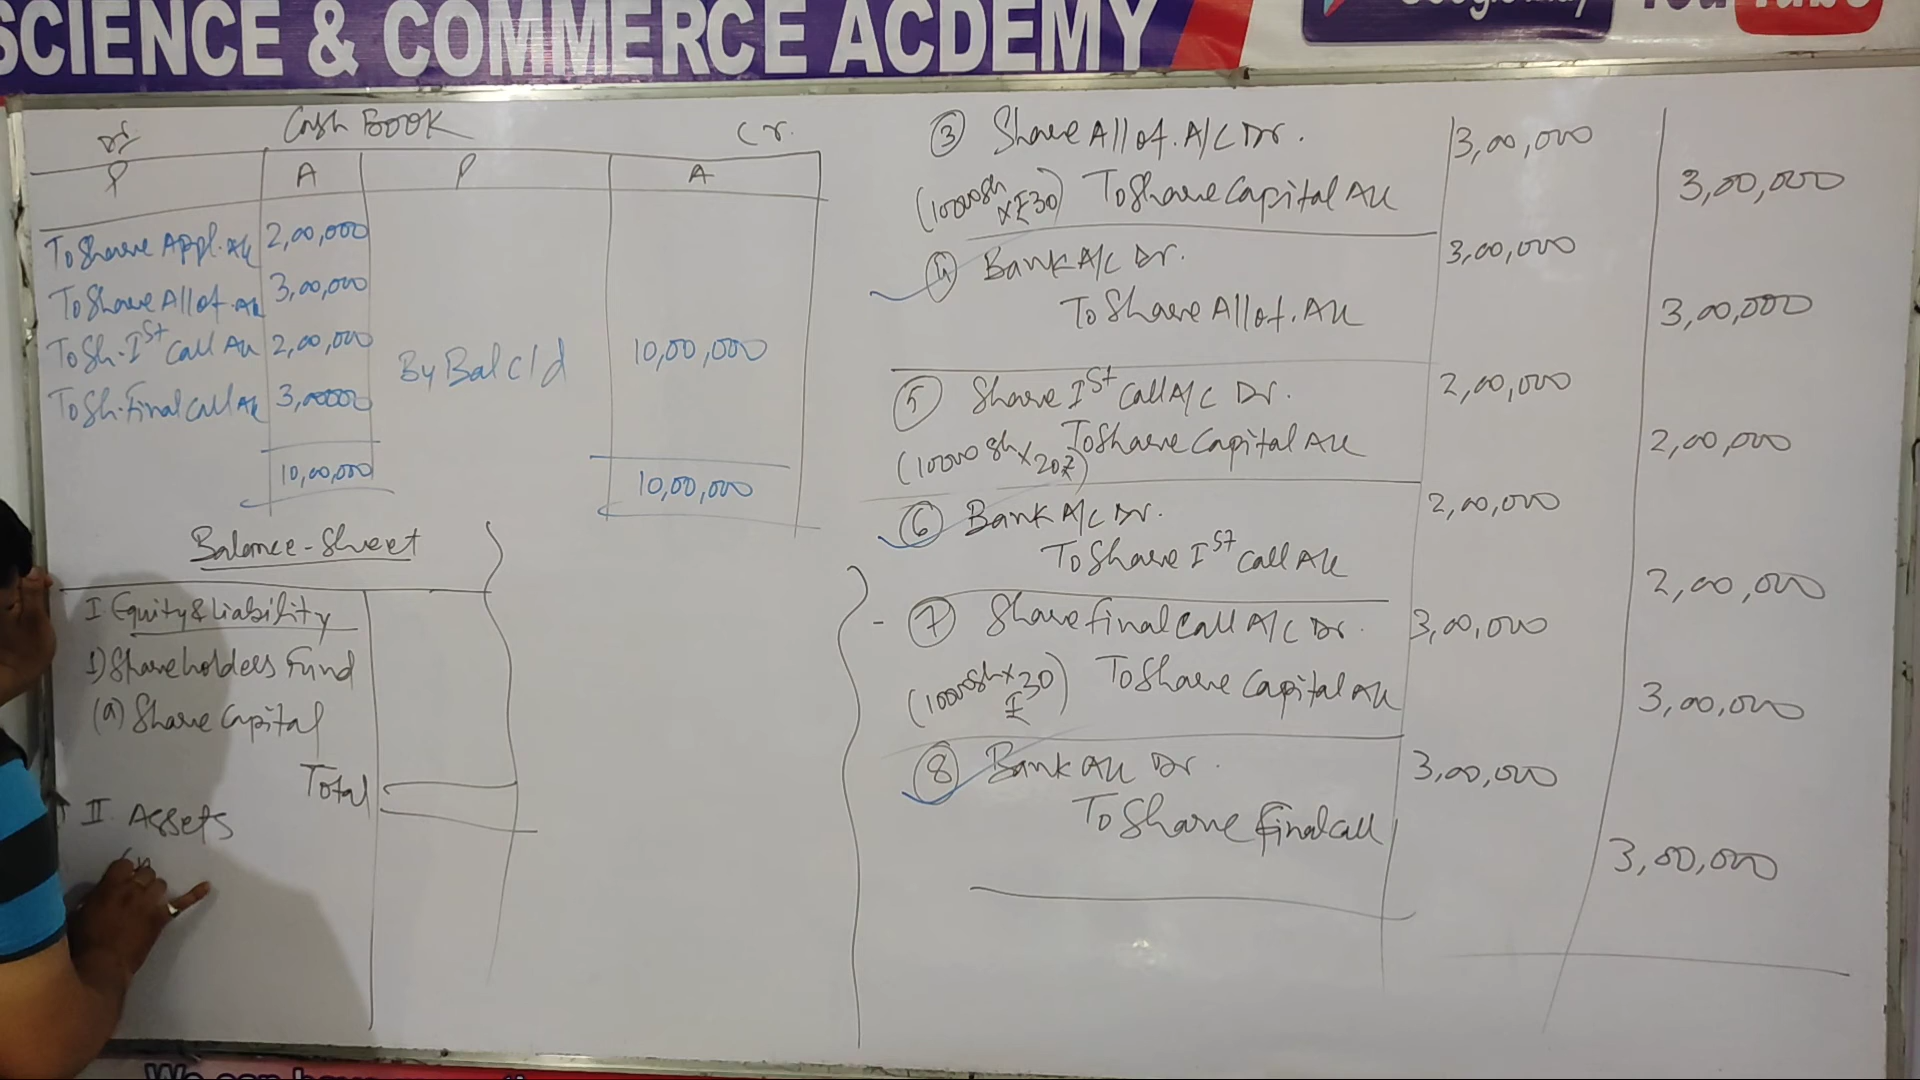 SCIENCE & COMMERCE ACDEMY
Cash BOOK
Dr. Cr.
P A P A
To Share Appl. A/c 2,00,000
To Share Allot. A/c 3,00,000
To Sh. Ist Call A/c 2,00,000
To Sh. Final Call A/c 3,00000
By Bal c/d 10,00,000
10,00,000 10,00,000
Balance-Sheet
I Equity & Liability
1) Shareholders Fund
(a) Share Capital
Total
II Assets
③ Share Allot. A/C Dr. 3,00,000
(10000sh x ₹30) To Share Capital A/c 3,00,000
④ Bank A/C Dr. 3,00,000
To Share Allot. A/c 3,00,000
⑤ Share Ist Call A/C Dr. 2,00,000
(10000 sh x 20₹) To Share Capital A/c 2,00,000
⑥ Bank A/C Dr. 2,00,000
To Share Ist Call A/c 2,00,000
- ⑦ Share final Call A/C Dr. 3,00,000
(10000sh x ₹30) To Share Capital A/c 3,00,000
⑧ Bank A/c Dr. 3,00,000
To Share final Call 3,00,000